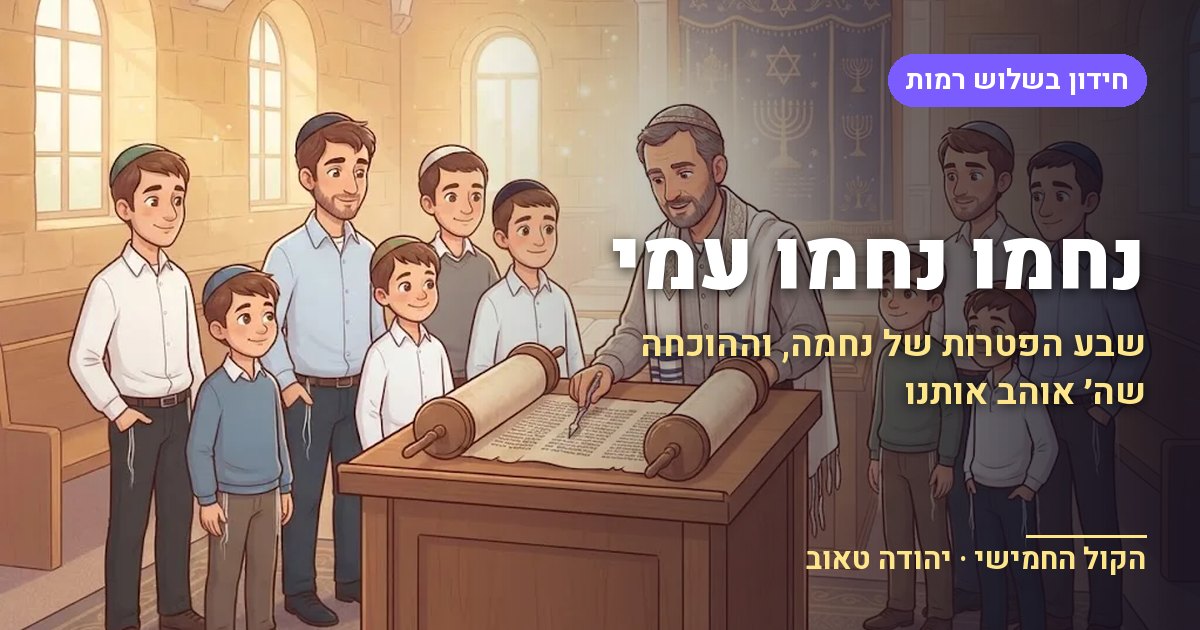 חידון בשלוש רמות
נחמו נחמו עמי
שבע הפטרות של נחמה, וההוכחה
שה׳ אוהב אותנו
הקול החמישי · יהודה טאוב